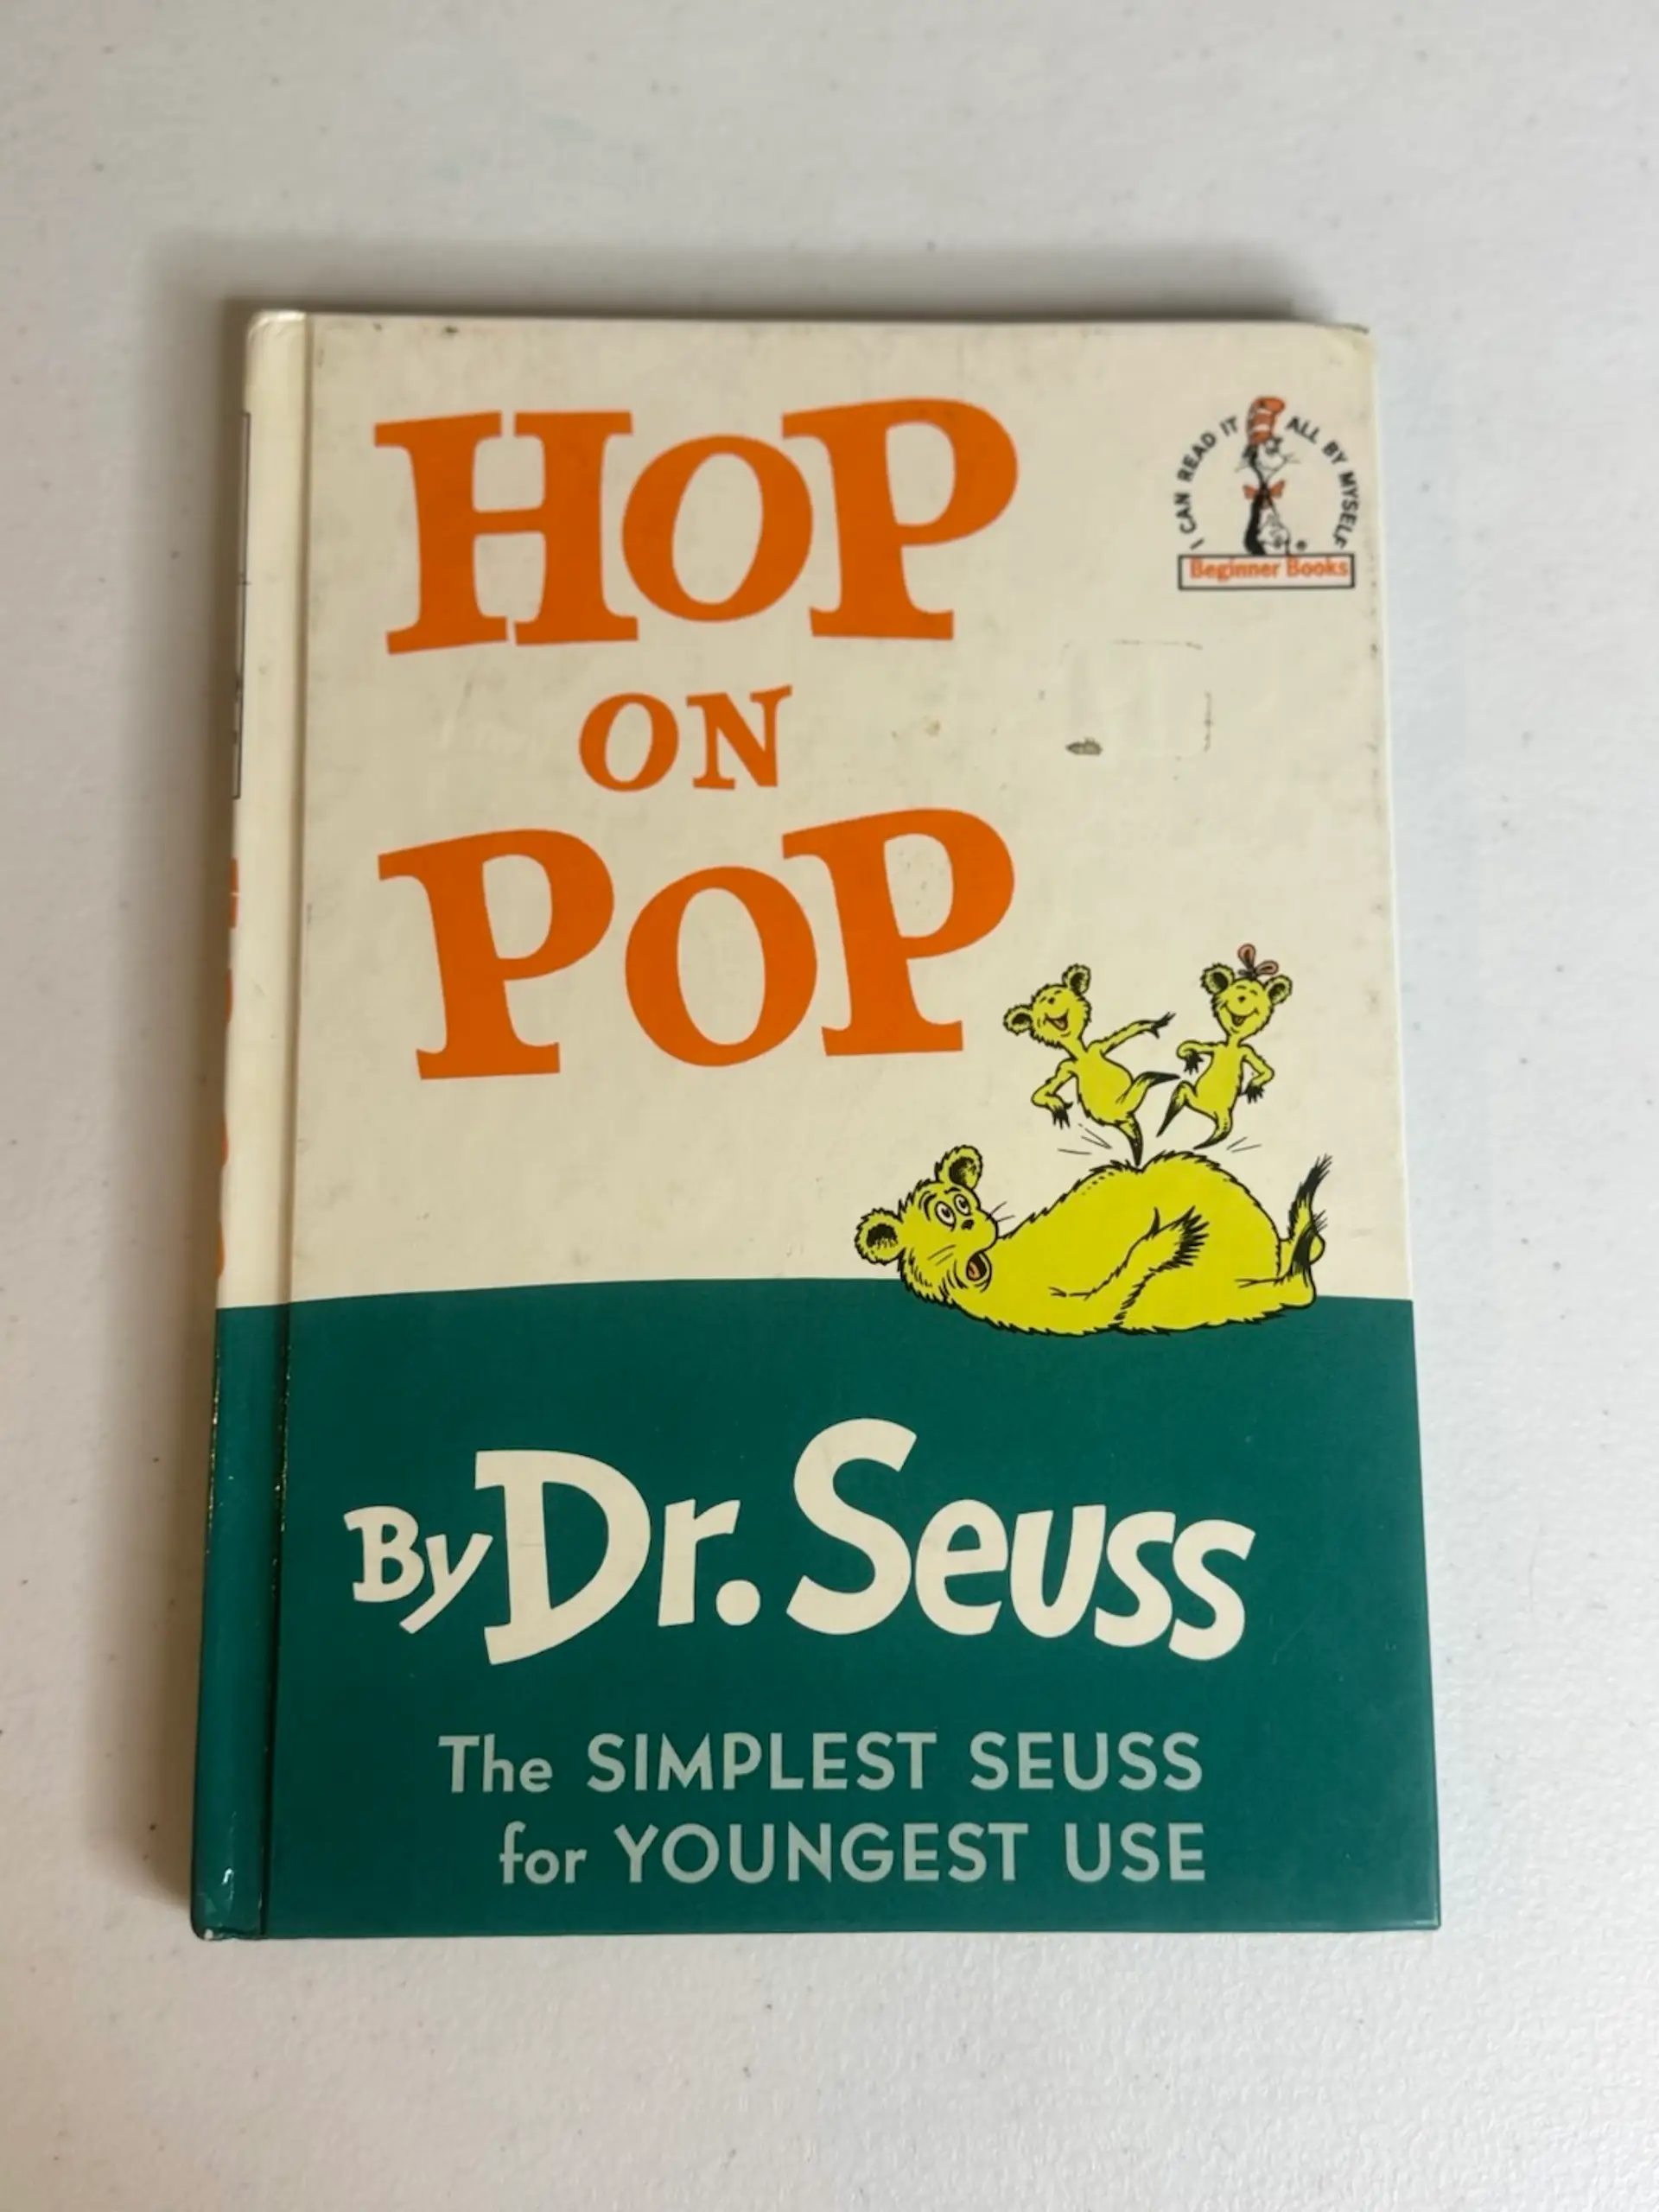 HOP
ON
POP
I CAN READ IT ALL BY MYSELF
Beginner Books
By Dr. Seuss
The SIMPLEST SEUSS
for YOUNGEST USE